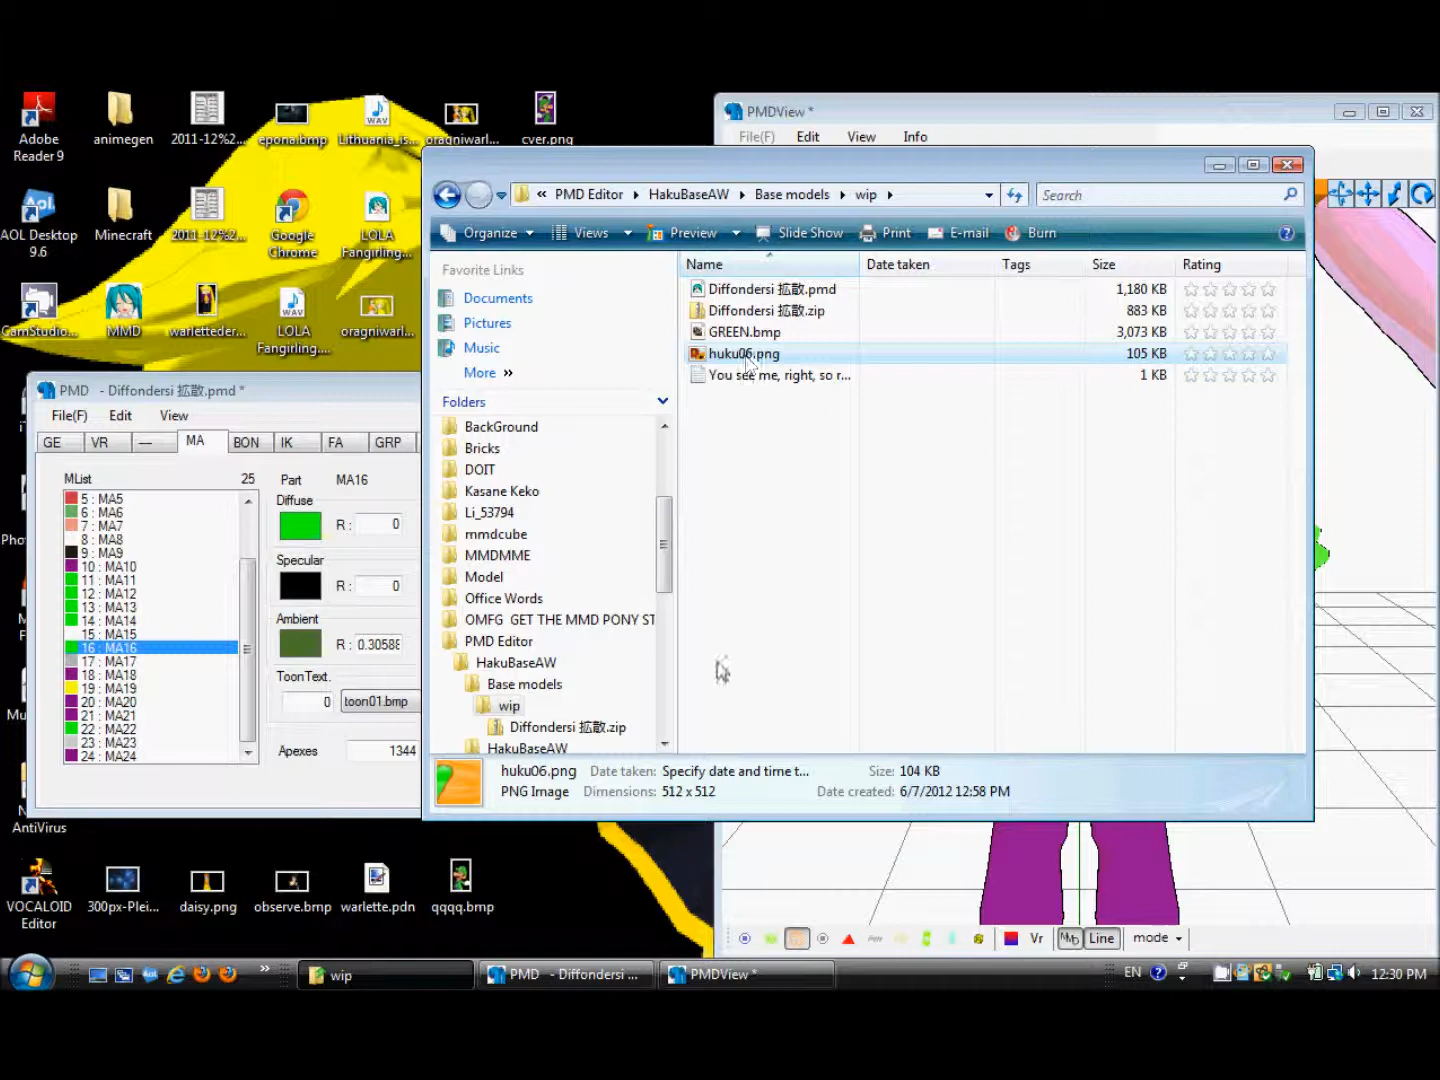 Adobe
Reader 9
animegen
2011-12%2...
epona.bmp
Lithuania_is...
oragniwarl...
cver.png
AOL Desktop
9.6
Minecraft
2011-12%2...
Google
Chrome
LOLA
Fangirling...
CamStudio...
MMD
warletteder...
LOLA
Fangirling....
oragniwarl...
PMDView *
File(F) Edit View Info
« PMD Editor HakuBaseAW Base models wip
Search
Organize Views Preview Slide Show Print E-mail Burn
Favorite Links
Documents
Pictures
Music
More »
Folders
BackGround
Bricks
DOIT
Kasane Keko
Li_53794
mmdcube
MMDMME
Model
Office Words
OMFG GET THE MMD PONY ST
PMD Editor
HakuBaseAW
Base models
wip
Diffondersi 拡散.zip
HakuBaseAW
Name Date taken Tags Size Rating
Diffondersi 拡散.pmd 1,180 KB
Diffondersi 拡散.zip 883 KB
GREEN.bmp 3,073 KB
huku06.png 105 KB
You see me, right, so r... 1 KB
huku06.png Date taken: Specify date and time t... Size: 104 KB
PNG Image Dimensions: 512 x 512 Date created: 6/7/2012 12:58 PM
PMD - Diffondersi 拡散.pmd *
File(F) Edit View
GE VR — MA BON IK FA GRP
MList 25
5 : MA5
6 : MA6
7 : MA7
8 : MA8
9 : MA9
10 : MA10
11 : MA11
12 : MA12
13 : MA13
14 : MA14
15 : MA15
16 : MA16
17 : MA17
18 : MA18
19 : MA19
20 : MA20
21 : MA21
22 : MA22
23 : MA23
24 : MA24
Part MA16
Diffuse
R : 0
Specular
R : 0
Ambient
R : 0.3058
ToonText.
0 toon01.bmp
Apexes 1344
AntiVirus
VOCALOID
Editor
300px-Plei...
daisy.png
observe.bmp
warlette.pdn
qqqq.bmp
Vr Line mode
wip
PMD - Diffondersi ...
PMDView *
EN
12:30 PM